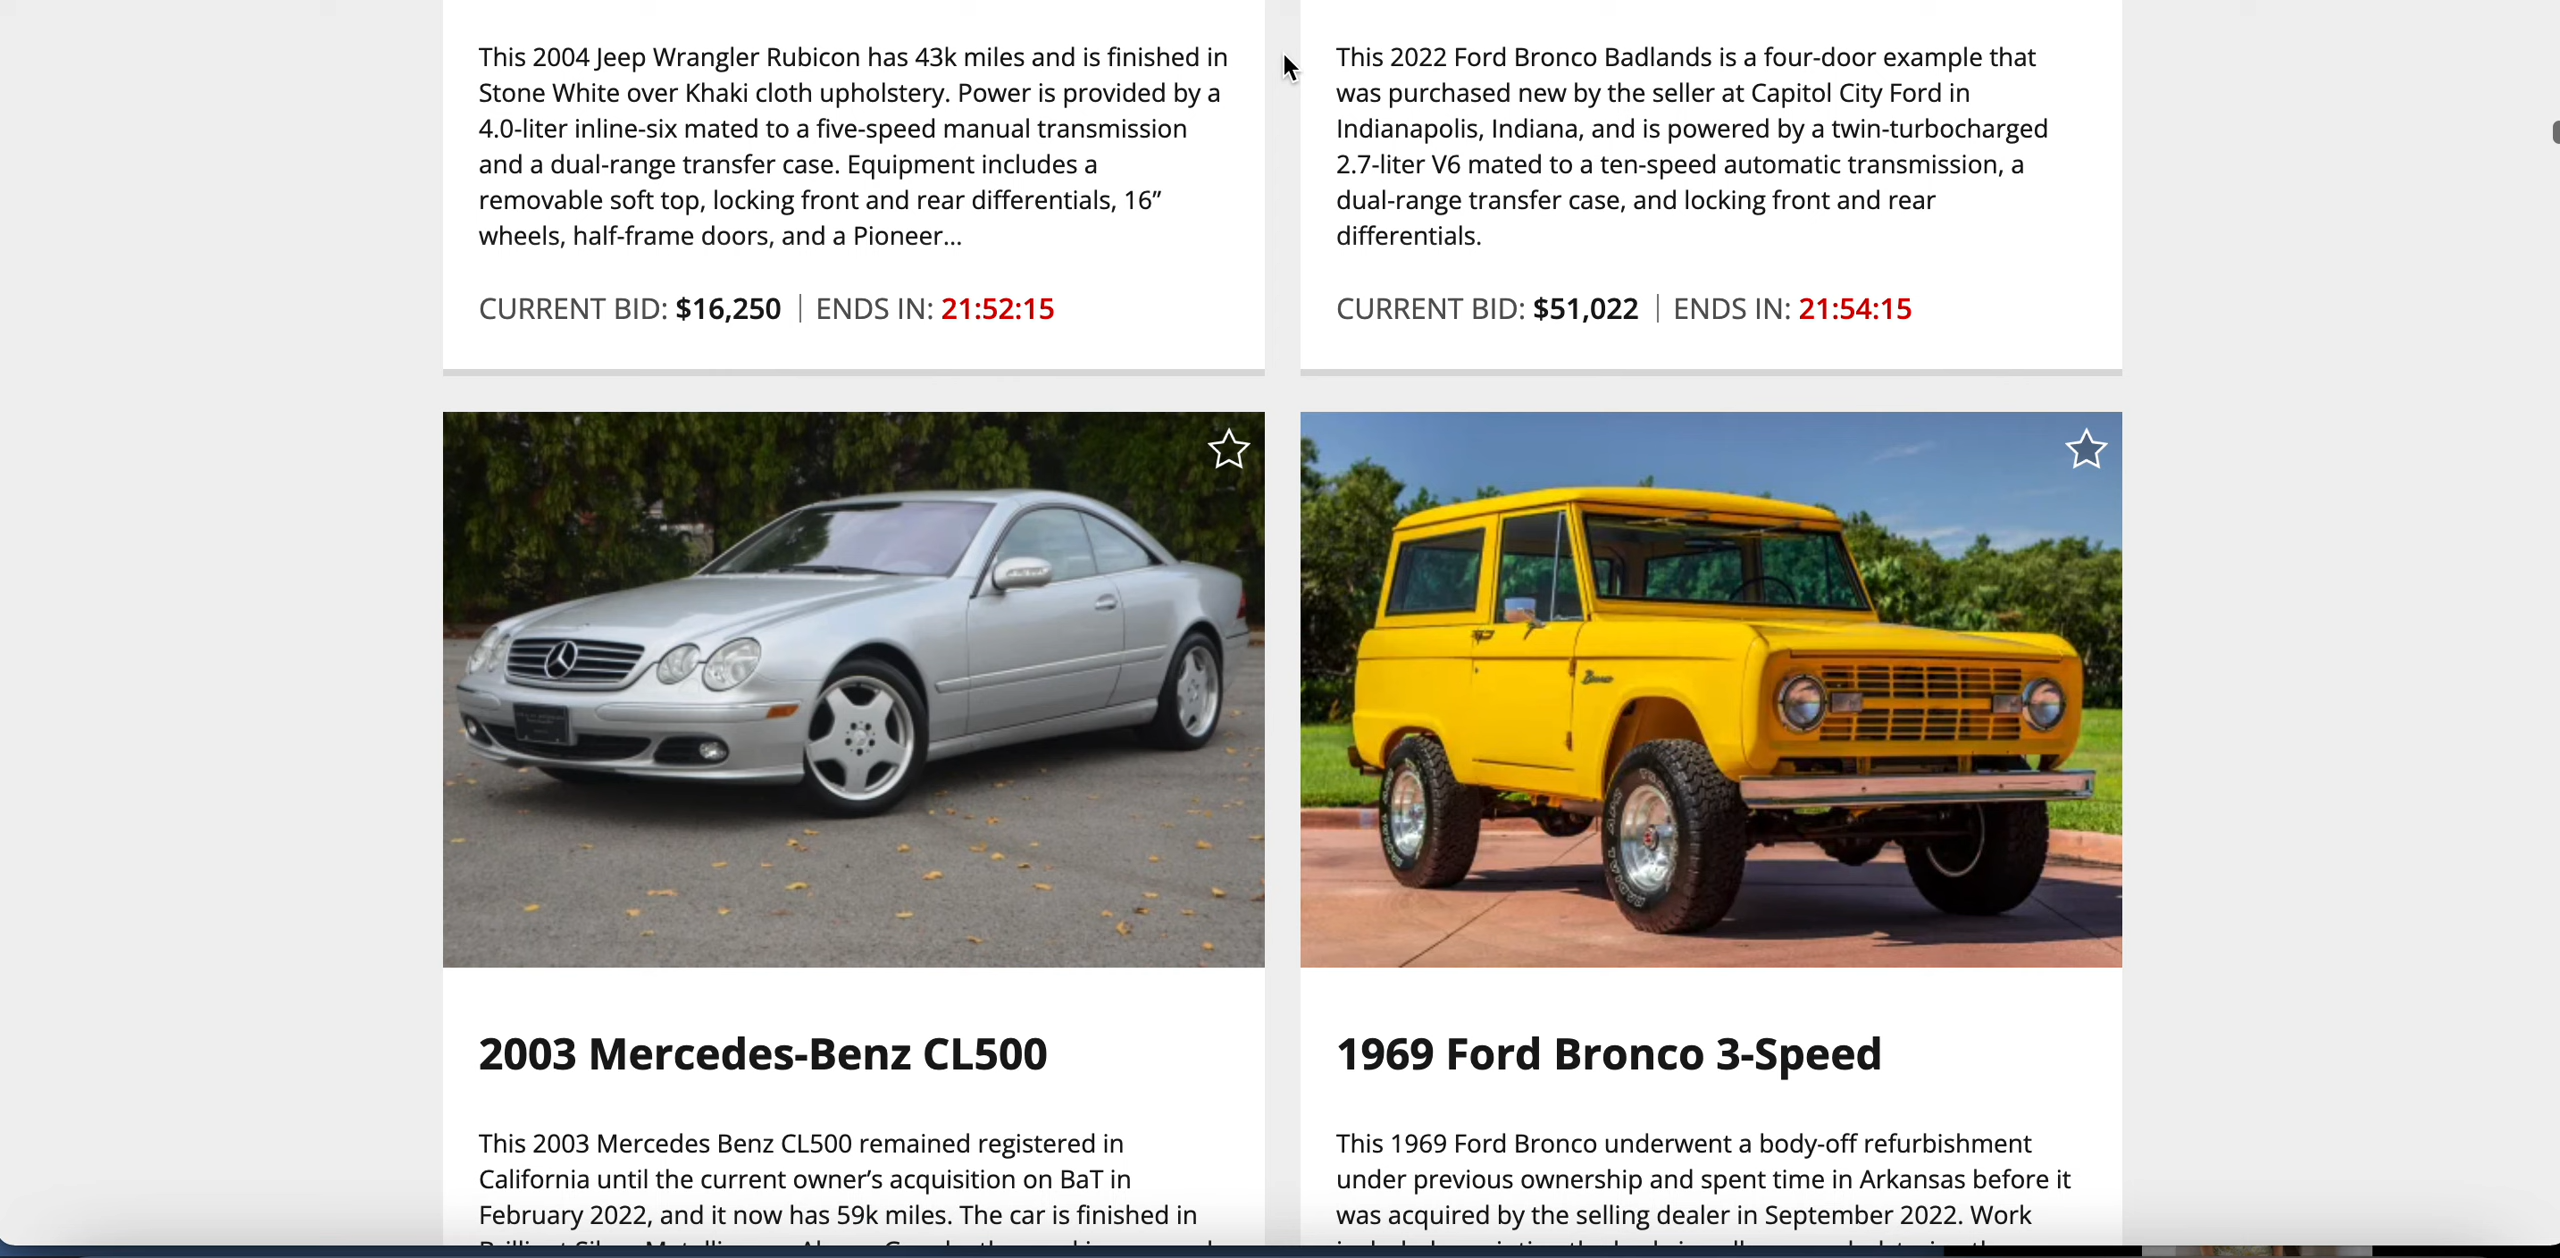 This 2004 Jeep Wrangler Rubicon has 43k miles and is finished in
Stone White over Khaki cloth upholstery. Power is provided by a
4.0-liter inline-six mated to a five-speed manual transmission
and a dual-range transfer case. Equipment includes a
removable soft top, locking front and rear differentials, 16”
wheels, half-frame doors, and a Pioneer...
CURRENT BID: $16,250 | ENDS IN: 21:52:15
This 2022 Ford Bronco Badlands is a four-door example that
was purchased new by the seller at Capitol City Ford in
Indianapolis, Indiana, and is powered by a twin-turbocharged
2.7-liter V6 mated to a ten-speed automatic transmission, a
dual-range transfer case, and locking front and rear
differentials.
CURRENT BID: $51,022 | ENDS IN: 21:54:15
2003 Mercedes-Benz CL500
This 2003 Mercedes Benz CL500 remained registered in
California until the current owner’s acquisition on BaT in
February 2022, and it now has 59k miles. The car is finished in
Bronco
1969 Ford Bronco 3-Speed
This 1969 Ford Bronco underwent a body-off refurbishment
under previous ownership and spent time in Arkansas before it
was acquired by the selling dealer in September 2022. Work